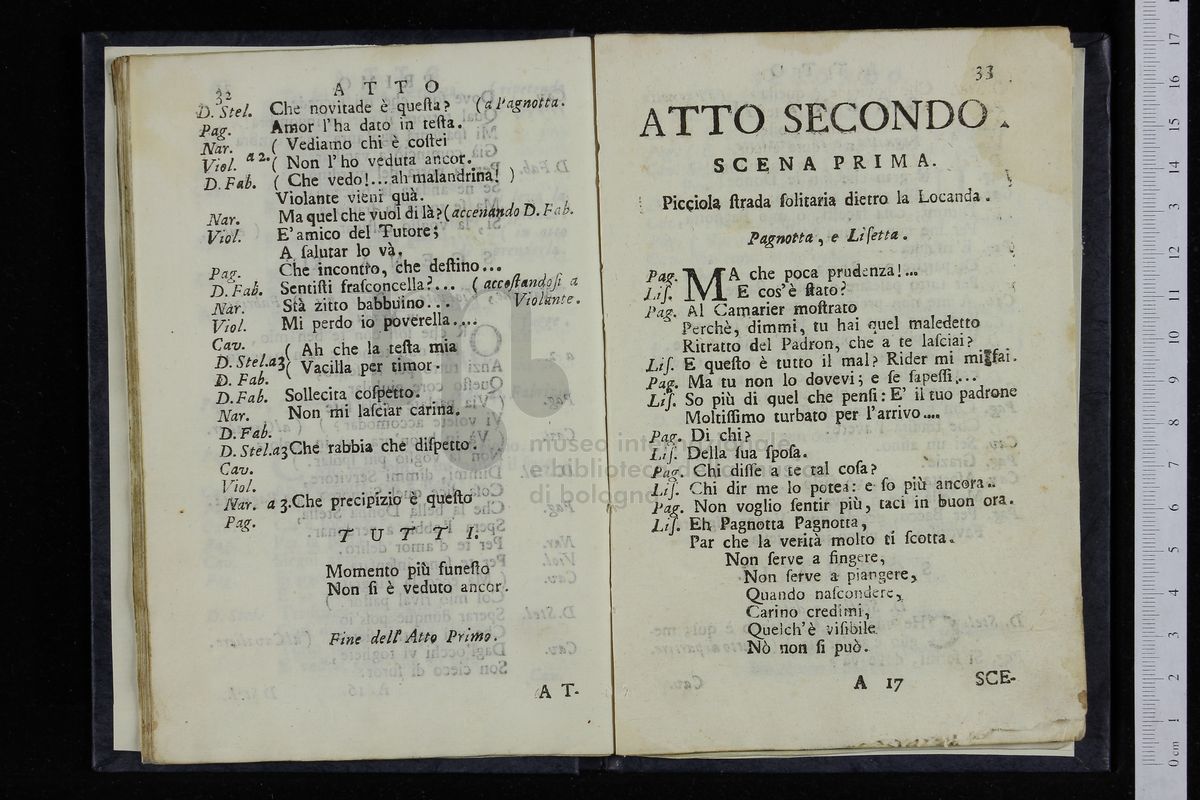 32
A T T O
D. Stel. Che novitade è queſta? (a Pagnotta.
Pag. Amor l'ha dato in teſta.
Nar. ( Vediamo chi è coſtei
Viol. a 2. ( Non l'ho veduta ancor.
D. Fab. ( Che vedo!...ah malandrina! )
Violante vieni quà.
Nar. Ma quel che vuol di là? (accenando D. Fab.
Viol. E' amico del Tutore;
A ſalutar lo và.
Pag. Che incontro, che deſtino...
D. Fab. Sentiſti fraſconcella?... (accoſtandoſi a
Nar. Stà zitto babbuino... Violante.
Viol. Mi perdo io poverella....
Cav. ( Ah che la teſta mia
D. Stel. a3 ( Vacilla per timor.
D. Fab.
D. Fab. Sollecita coſpetto.
Nar. Non mi laſciar carina.
D. Fab.
D. Stel. a3 Che rabbia che diſpetto.
Cav.
Viol.
Nar. a 3. Che precipizio è queſto
Pag.
T U T T I.
Momento più funeſto
Non ſi è veduto ancor.
Fine dell' Atto Primo.
A T-
33
ATTO SECONDO.
SCENA PRIMA.
Picciola ſtrada ſolitaria dietro la Locanda.
Pagnotta, e Liſetta.
Pag. MA che poca prudenza!...
Liſ. E cos'è ſtato?
Pag. Al Camarier moſtrato
Perchè, dimmi, tu hai quel maledetto
Ritratto del Padron, che a te laſciai?
Liſ. E queſto è tutto il mal? Rider mi fai.
Pag. Ma tu non lo dovevi; e ſe ſapeſſi,...
Liſ. So più di quel che penſi: E' il tuo padrone
Moltiſſimo turbato per l'arrivo....
Pag. Di chi?
Liſ. Della ſua ſpoſa.
Pag. Chi diſſe a te tal coſa?
Liſ. Chi dir me lo potea: e ſo più ancora..
Pag. Non voglio ſentir più, taci in buon ora.
Liſ. Eh Pagnotta Pagnotta,
Par che la verità molto ti ſcotta.
Non ſerve a fingere,
Non ſerve a piangere,
Quando naſcondere,
Carino credimi,
Quelch'è viſibile
Nò non ſi può.
A 17
SCE-
museo internazionale
e biblioteca della musica
di bologna